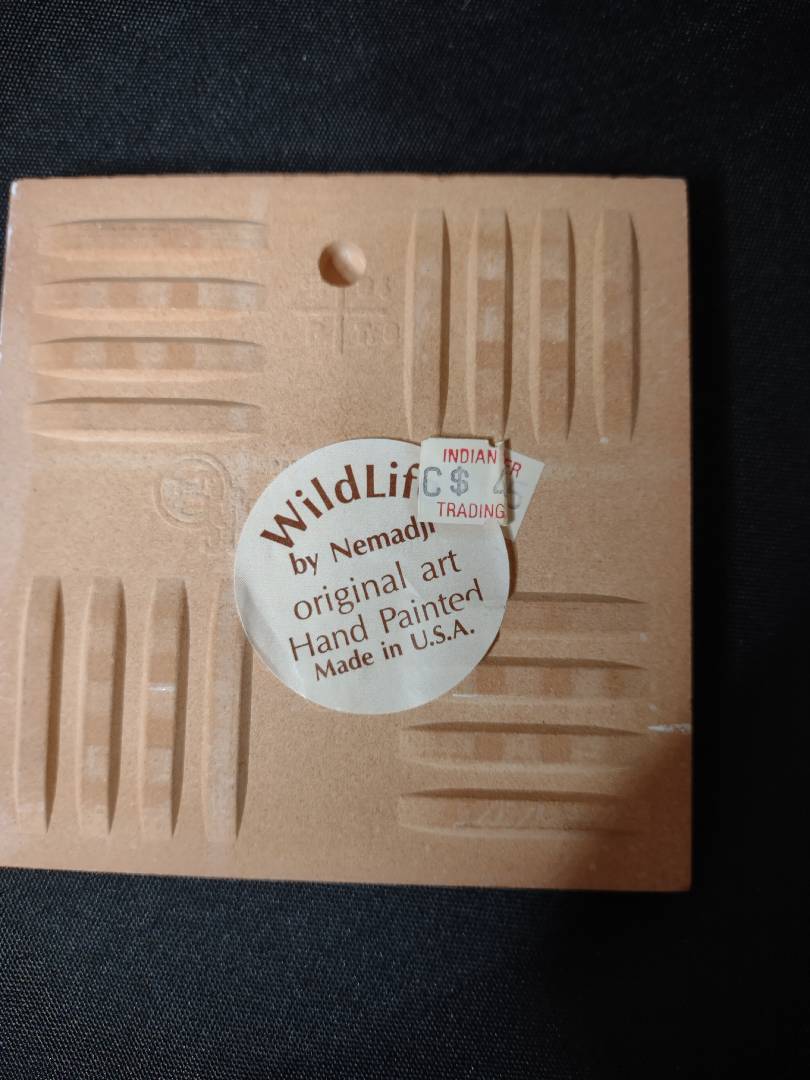 WildLif
by Nemadji
original art
Hand Painted
Made in U.S.A.
INDIAN
C$ 4
TRADING